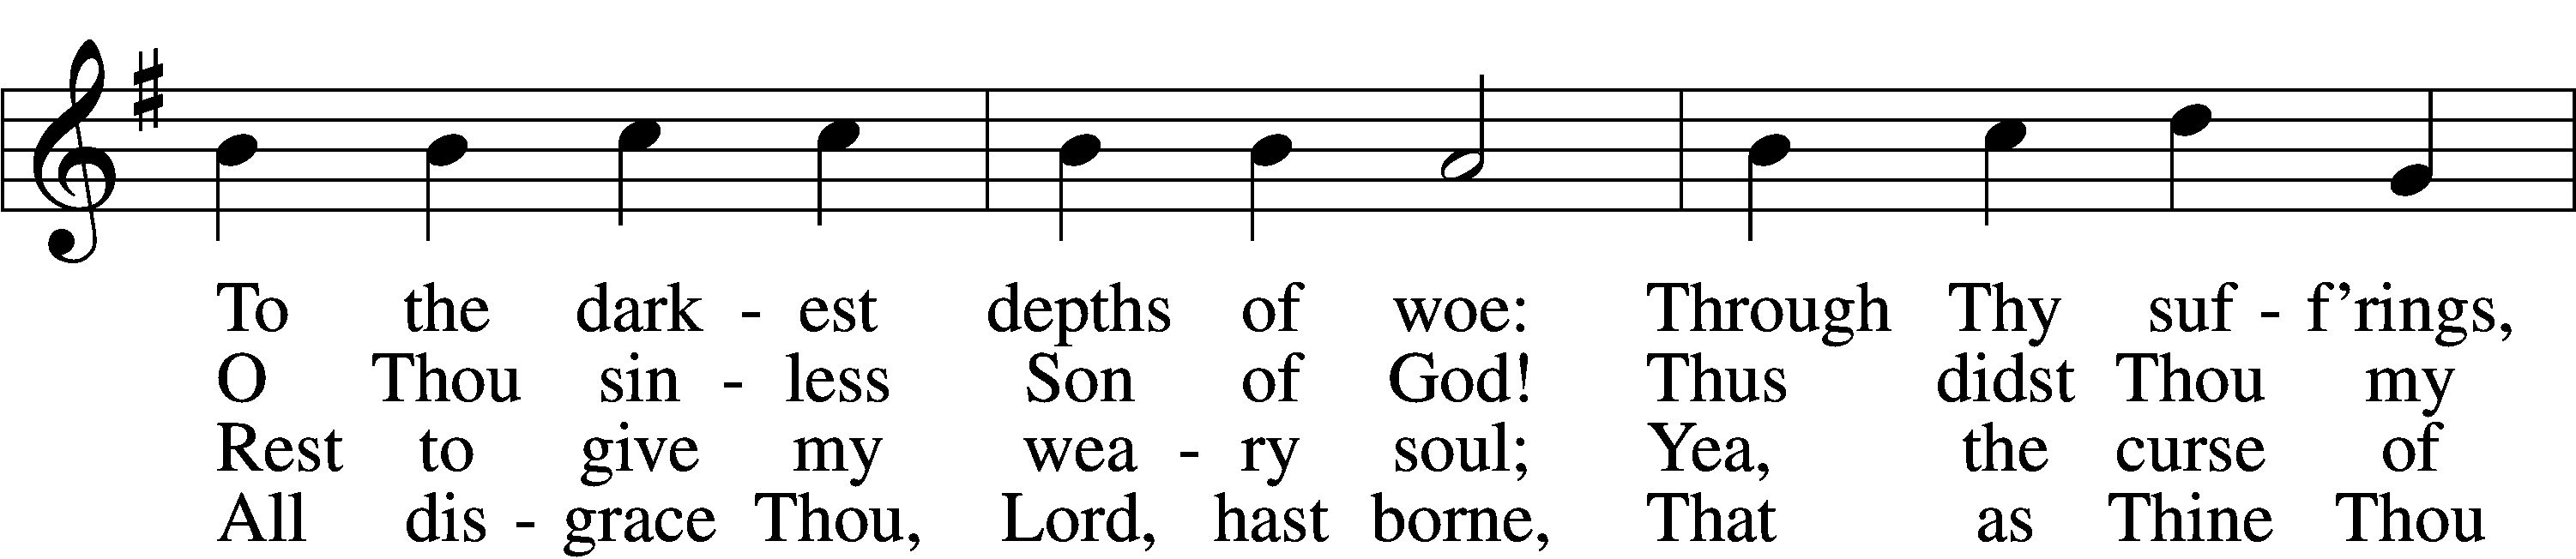 To the dark - est depths of woe: Through Thy suf - f’rings,
O Thou sin - less Son of God! Thus didst Thou my
Rest to give my wea - ry soul; Yea, the curse of
All dis - grace Thou, Lord, hast borne, That as Thine Thou